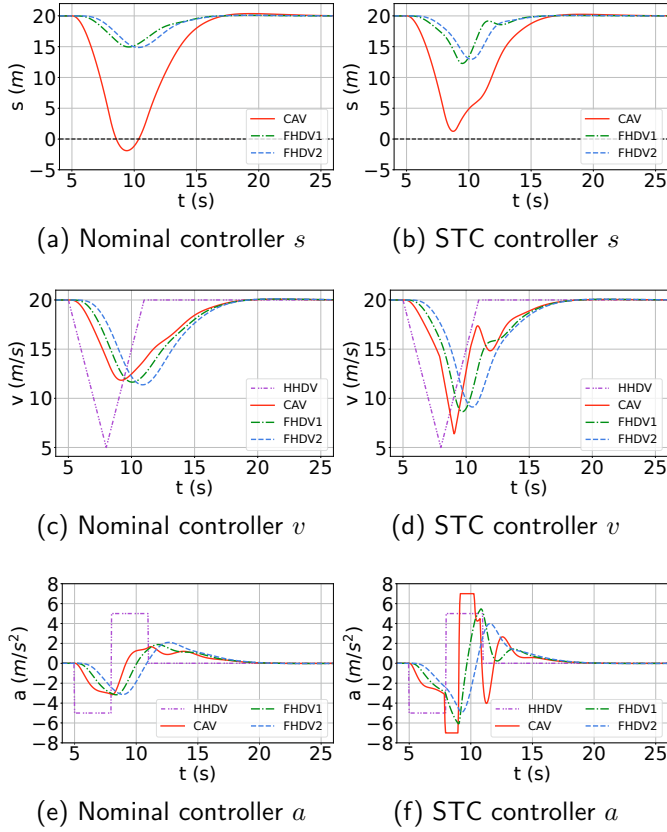 20
15
10
5
0
−5
s (m)
CAV
FHDV1
FHDV2
5 10 15 20 25
t (s)
(a) Nominal controller s
20
15
10
5
0
−5
s (m)
CAV
FHDV1
FHDV2
5 10 15 20 25
t (s)
(b) STC controller s
20
15
10
5
v (m/s)
HHDV
CAV
FHDV1
FHDV2
5 10 15 20 25
t (s)
(c) Nominal controller v
20
15
10
5
v (m/s)
HHDV
CAV
FHDV1
FHDV2
5 10 15 20 25
t (s)
(d) STC controller v
8
6
4
2
0
−2
−4
−6
−8
a (m/s²)
HHDV FHDV1
CAV FHDV2
5 10 15 20 25
t (s)
(e) Nominal controller a
8
6
4
2
0
−2
−4
−6
−8
a (m/s²)
HHDV FHDV1
CAV FHDV2
5 10 15 20 25
t (s)
(f) STC controller a